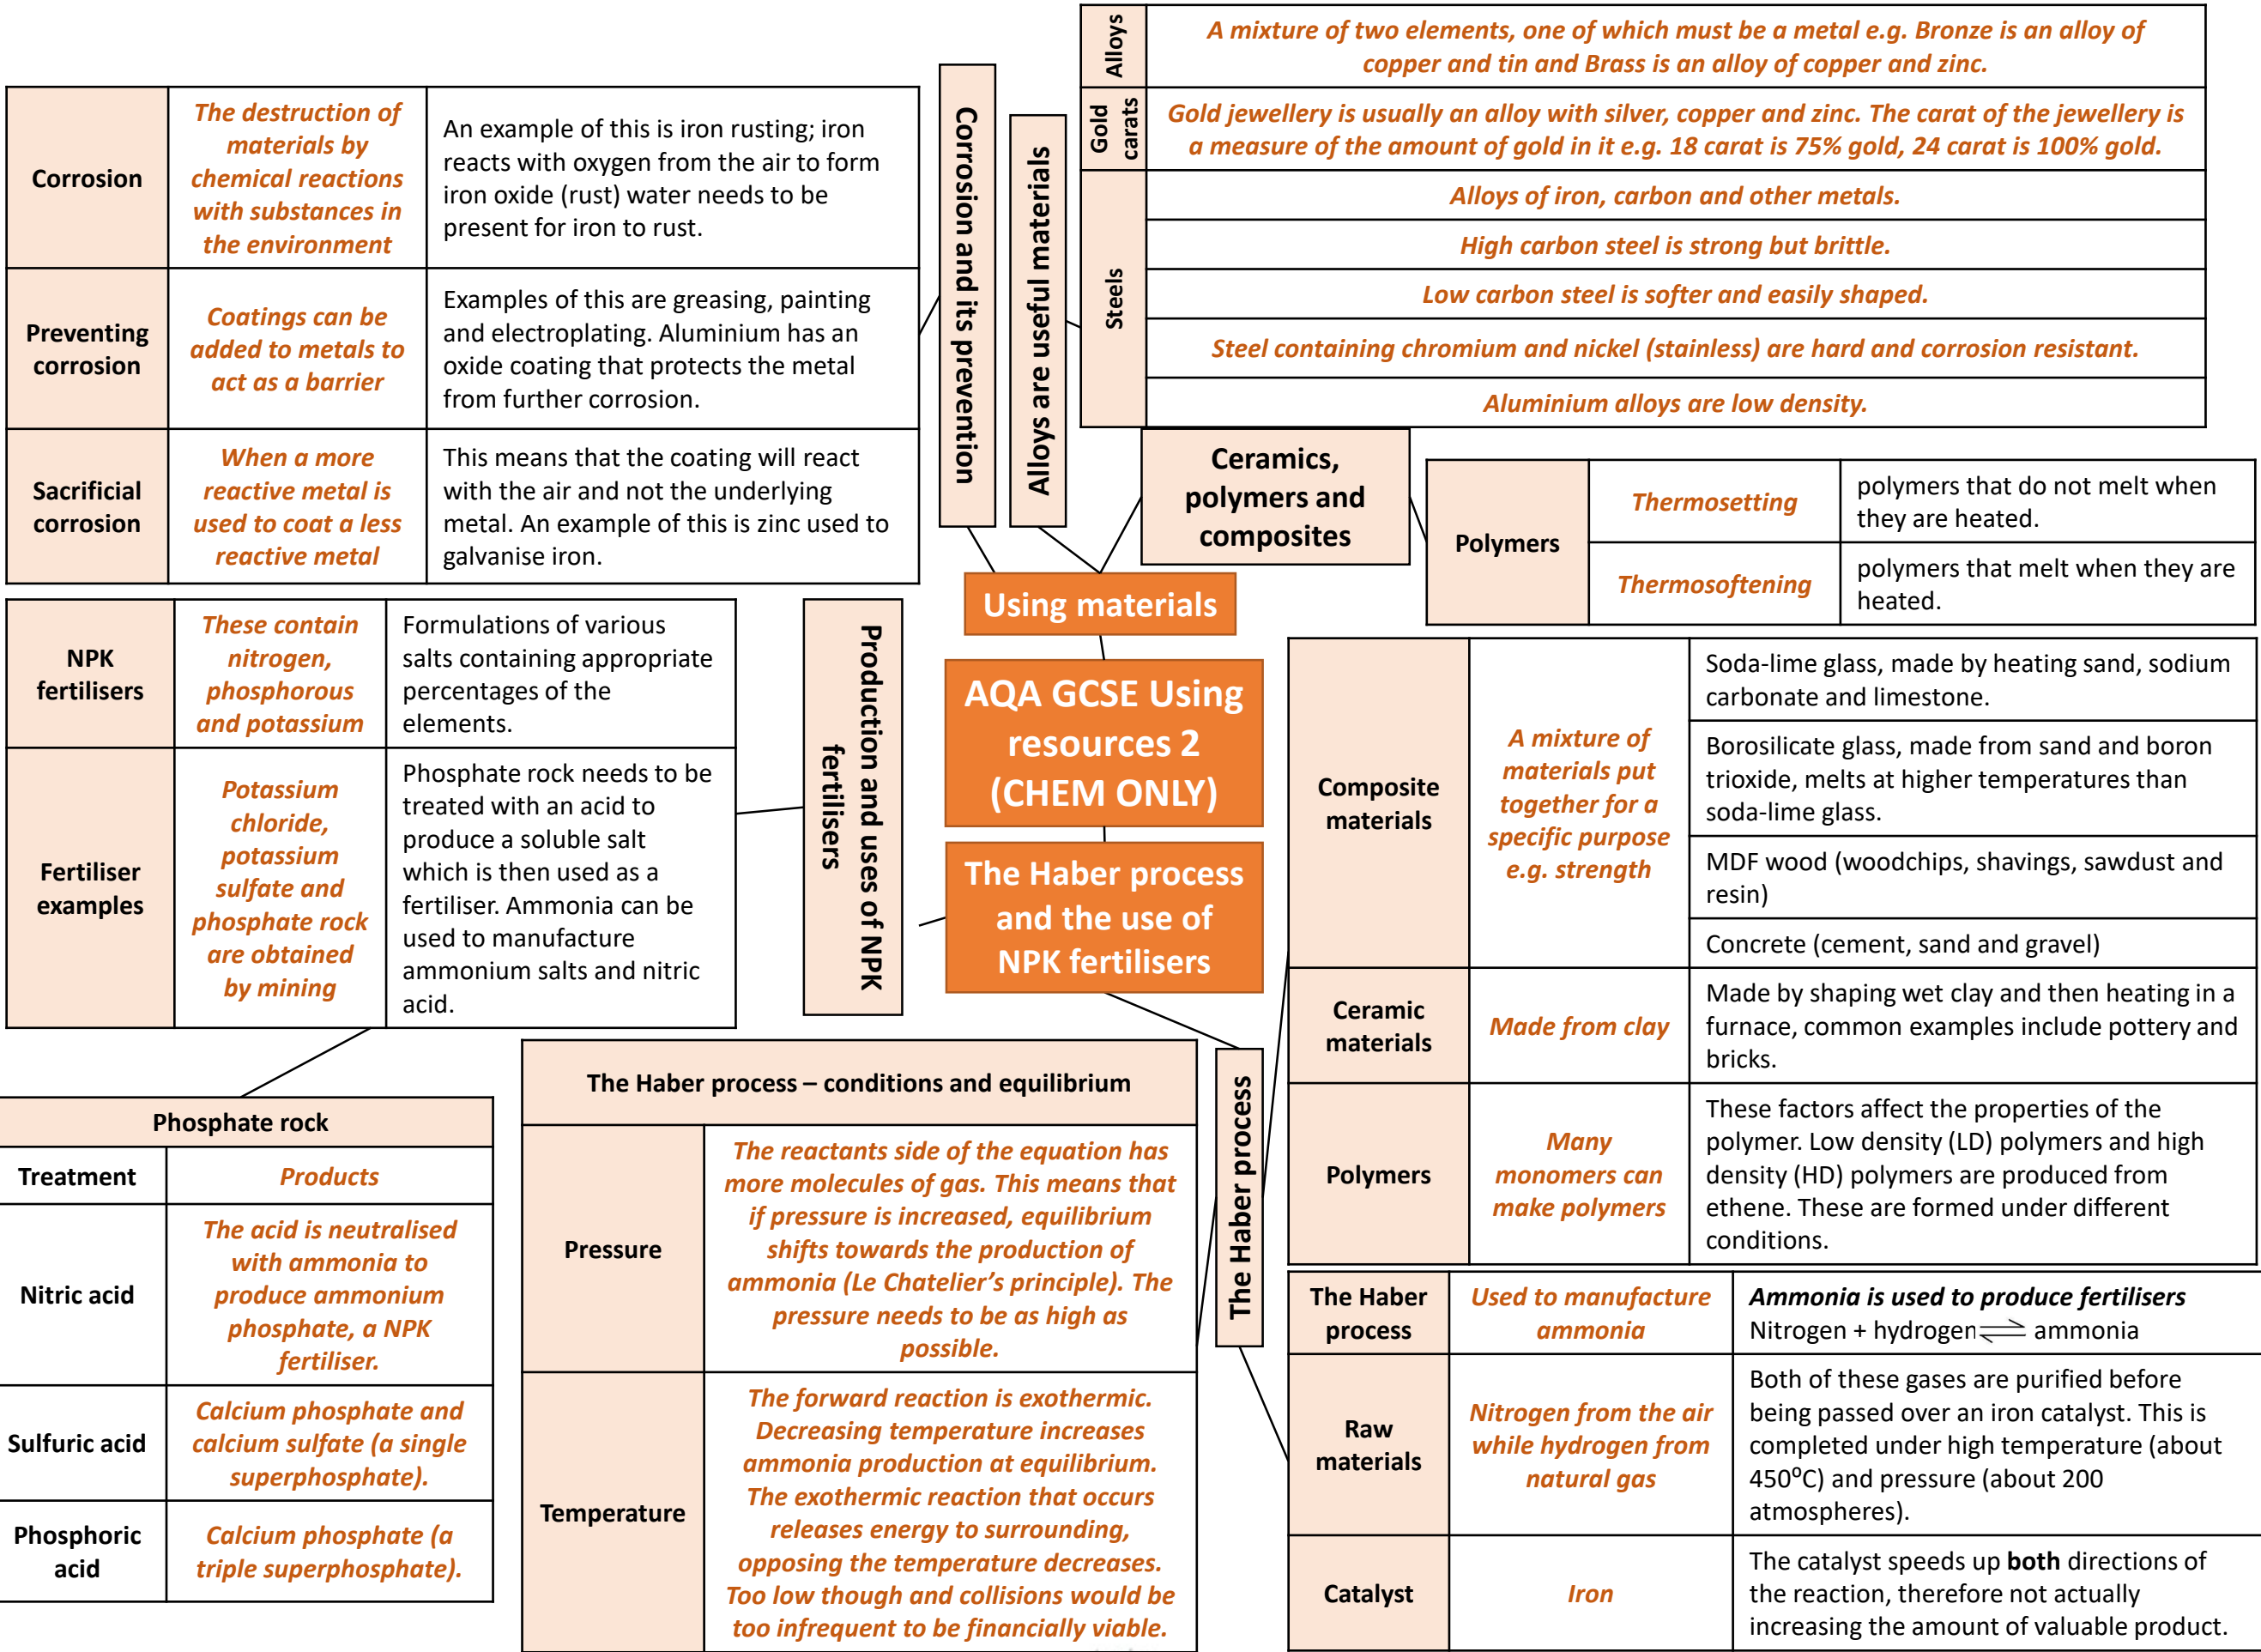 Corrosion
The destruction of
materials by
chemical reactions
with substances in
the environment
An example of this is iron rusting; iron
reacts with oxygen from the air to form
iron oxide (rust) water needs to be
present for iron to rust.
Preventing
corrosion
Coatings can be
added to metals to
act as a barrier
Examples of this are greasing, painting
and electroplating. Aluminium has an
oxide coating that protects the metal
from further corrosion.
Sacrificial
corrosion
When a more
reactive metal is
used to coat a less
reactive metal
This means that the coating will react
with the air and not the underlying
metal. An example of this is zinc used to
galvanise iron.
Corrosion and its prevention
Alloys are useful materials
Alloys
A mixture of two elements, one of which must be a metal e.g. Bronze is an alloy of
copper and tin and Brass is an alloy of copper and zinc.
Gold
carats
Gold jewellery is usually an alloy with silver, copper and zinc. The carat of the jewellery is
a measure of the amount of gold in it e.g. 18 carat is 75% gold, 24 carat is 100% gold.
Steels
Alloys of iron, carbon and other metals.
High carbon steel is strong but brittle.
Low carbon steel is softer and easily shaped.
Steel containing chromium and nickel (stainless) are hard and corrosion resistant.
Aluminium alloys are low density.
Ceramics,
polymers and
composites
Polymers
Thermosetting
polymers that do not melt when
they are heated.
Thermosoftening
polymers that melt when they are
heated.
Using materials
AQA GCSE Using
resources 2
(CHEM ONLY)
The Haber process
and the use of
NPK fertilisers
NPK
fertilisers
These contain
nitrogen,
phosphorous
and potassium
Formulations of various
salts containing appropriate
percentages of the
elements.
Fertiliser
examples
Potassium
chloride,
potassium
sulfate and
phosphate rock
are obtained
by mining
Phosphate rock needs to be
treated with an acid to
produce a soluble salt
which is then used as a
fertiliser. Ammonia can be
used to manufacture
ammonium salts and nitric
acid.
Production and uses of NPK
fertilisers
Composite
materials
A mixture of
materials put
together for a
specific purpose
e.g. strength
Soda-lime glass, made by heating sand, sodium
carbonate and limestone.
Borosilicate glass, made from sand and boron
trioxide, melts at higher temperatures than
soda-lime glass.
MDF wood (woodchips, shavings, sawdust and
resin)
Concrete (cement, sand and gravel)
Ceramic
materials
Made from clay
Made by shaping wet clay and then heating in a
furnace, common examples include pottery and
bricks.
Polymers
Many
monomers can
make polymers
These factors affect the properties of the
polymer. Low density (LD) polymers and high
density (HD) polymers are produced from
ethene. These are formed under different
conditions.
Phosphate rock
Treatment
Products
Nitric acid
The acid is neutralised
with ammonia to
produce ammonium
phosphate, a NPK
fertiliser.
Sulfuric acid
Calcium phosphate and
calcium sulfate (a single
superphosphate).
Phosphoric
acid
Calcium phosphate (a
triple superphosphate).
The Haber process – conditions and equilibrium
Pressure
The reactants side of the equation has
more molecules of gas. This means that
if pressure is increased, equilibrium
shifts towards the production of
ammonia (Le Chatelier's principle). The
pressure needs to be as high as
possible.
Temperature
The forward reaction is exothermic.
Decreasing temperature increases
ammonia production at equilibrium.
The exothermic reaction that occurs
releases energy to surrounding,
opposing the temperature decreases.
Too low though and collisions would be
too infrequent to be financially viable.
The Haber process
The Haber
process
Used to manufacture
ammonia
Ammonia is used to produce fertilisers
Nitrogen + hydrogen ⇌ ammonia
Raw
materials
Nitrogen from the air
while hydrogen from
natural gas
Both of these gases are purified before
being passed over an iron catalyst. This is
completed under high temperature (about
450⁰C) and pressure (about 200
atmospheres).
Catalyst
Iron
The catalyst speeds up both directions of
the reaction, therefore not actually
increasing the amount of valuable product.